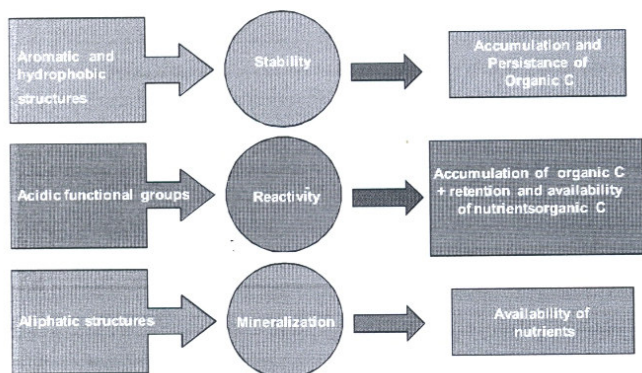 Aromatic and
hydrophobic
structures
Stability
Accumulation and
Persistance of
Organic C
Acidic functional groups
Reactivity
Accumulation of organic C
+ retention and availability
of nutrientsorganic C
Aliphatic structures
Mineralization
Availability of
nutrients